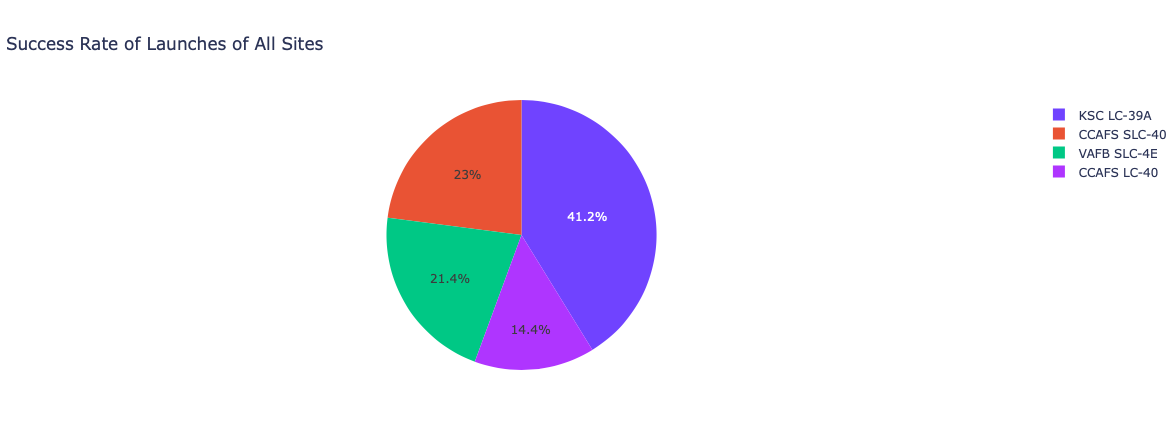 Success Rate of Launches of All Sites
KSC LC-39A
CCAFS SLC-40
VAFB SLC-4E
CCAFS LC-40
23%
41.2%
21.4%
14.4%